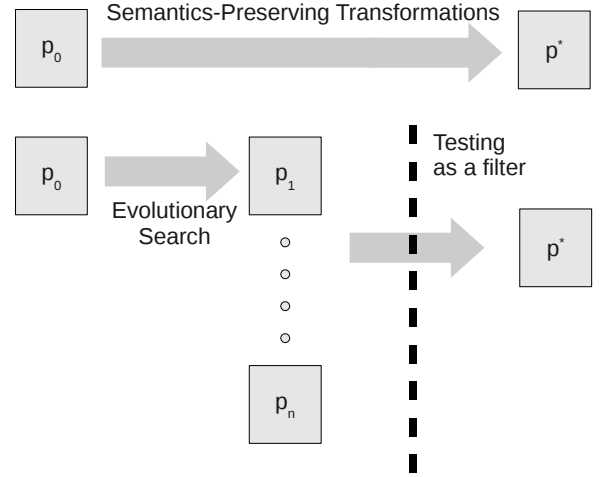 Semantics-Preserving Transformations
p0
p*
p0
Evolutionary
Search
p1
Testing
as a filter
p*
pn